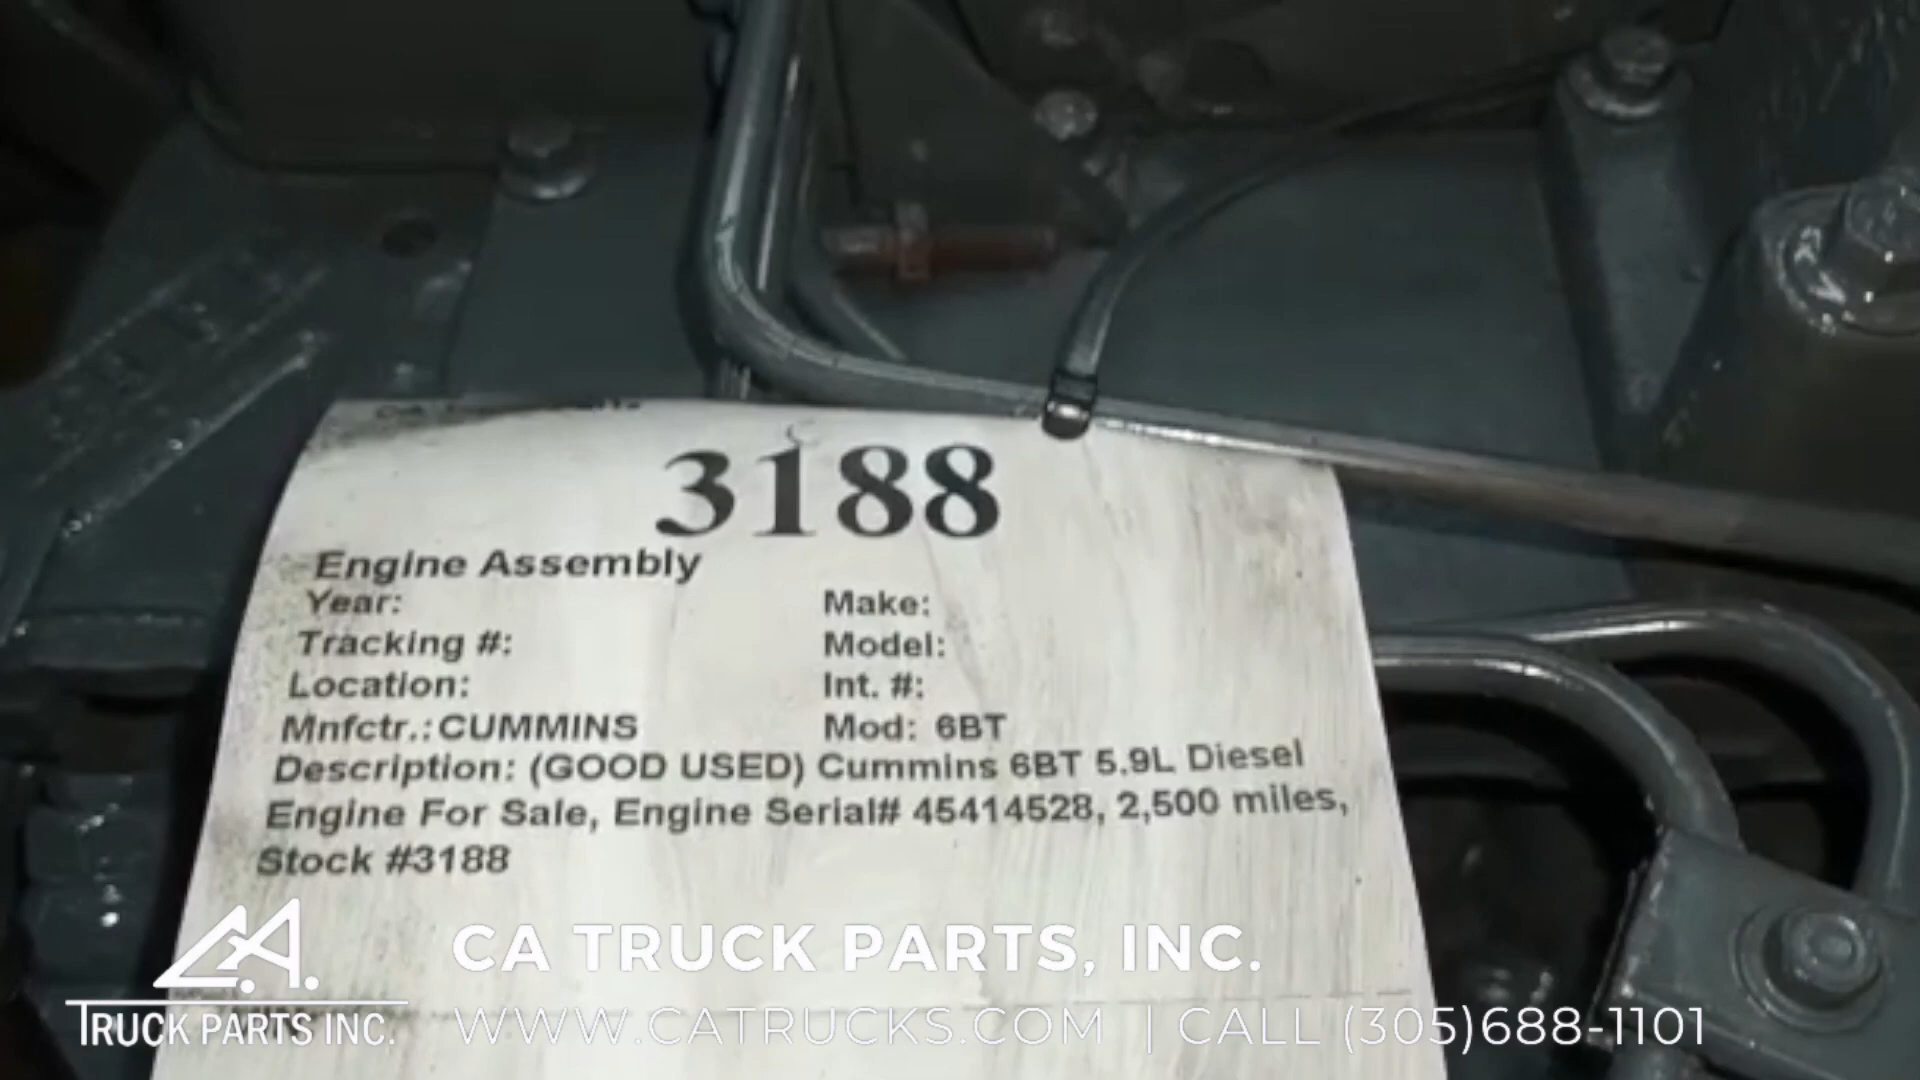 3188
Engine Assembly
Year: Make:
Tracking #: Model:
Location: Int. #:
Mnfctr.:CUMMINS Mod: 6BT
Description: (GOOD USED) Cummins 6BT 5.9L Diesel
Engine For Sale, Engine Serial# 45414528, 2,500 miles,
Stock #3188
C.A.
TRUCK PARTS INC.
CA TRUCK PARTS, INC.
WWW.CATRUCKS.COM | CALL (305)688-1101